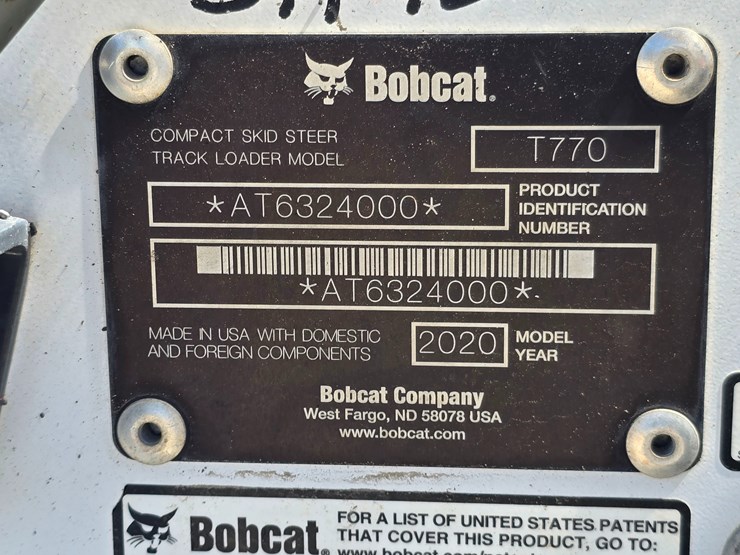 Bobcat.
COMPACT SKID STEER
TRACK LOADER MODEL
T770
*AT6324000*
PRODUCT
IDENTIFICATION
NUMBER
*AT6324000*
MADE IN USA WITH DOMESTIC
AND FOREIGN COMPONENTS
2020
MODEL
YEAR
Bobcat Company
West Fargo, ND 58078 USA
www.bobcat.com
Bobcat®
FOR A LIST OF UNITED STATES PATENTS
THAT COVER THIS PRODUCT, GO TO: